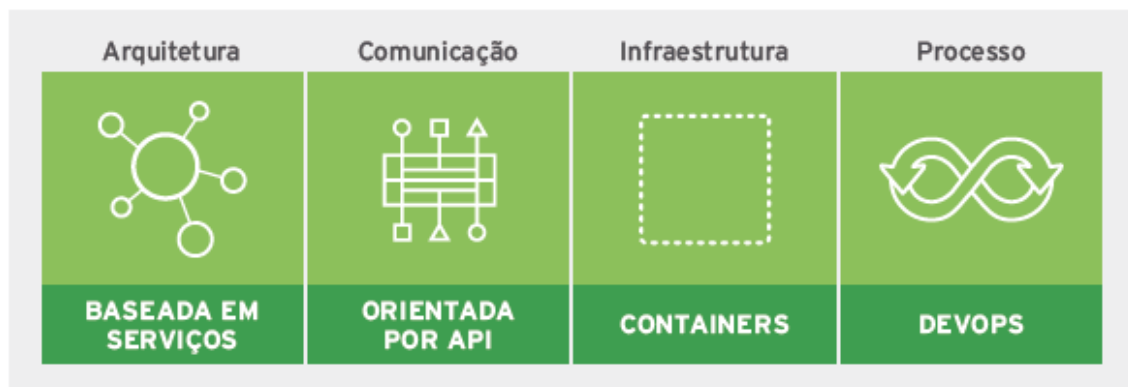 Arquitetura
BASEADA EM
SERVIÇOS
Comunicação
ORIENTADA
POR API
Infraestrutura
CONTAINERS
Processo
DEVOPS